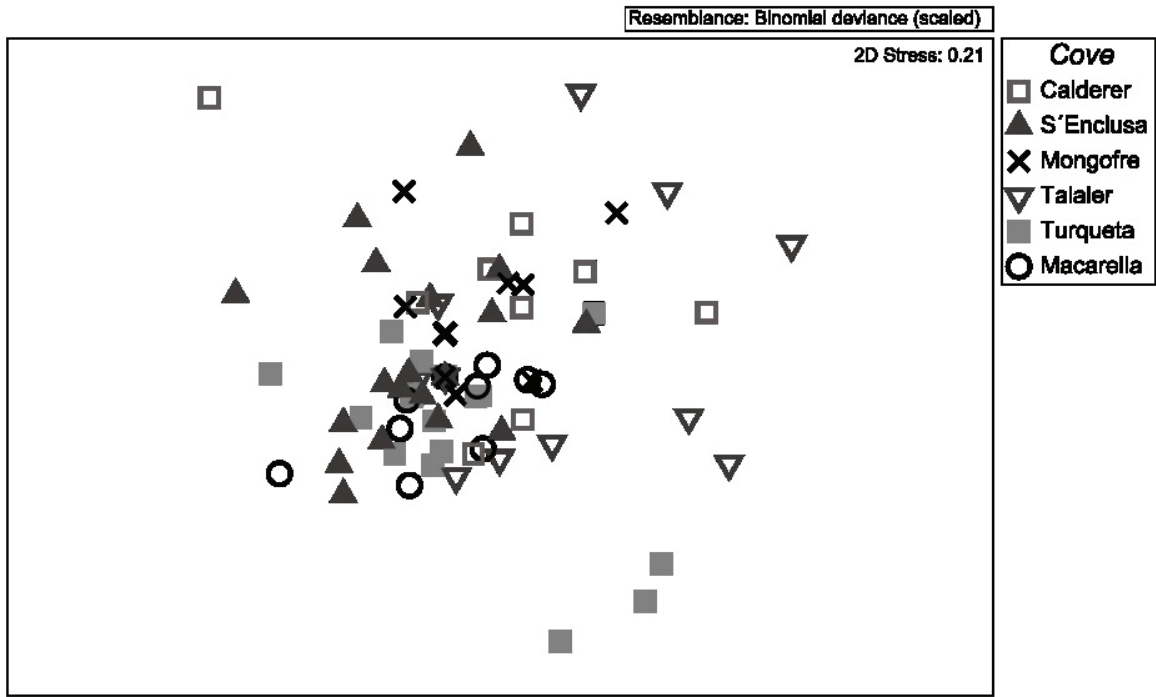 Resemblance: Binomial deviance (scaled)
2D Stress: 0.21
Cove
Calderer
S´Enclusa
Mongofre
Talaier
Turqueta
Macarella